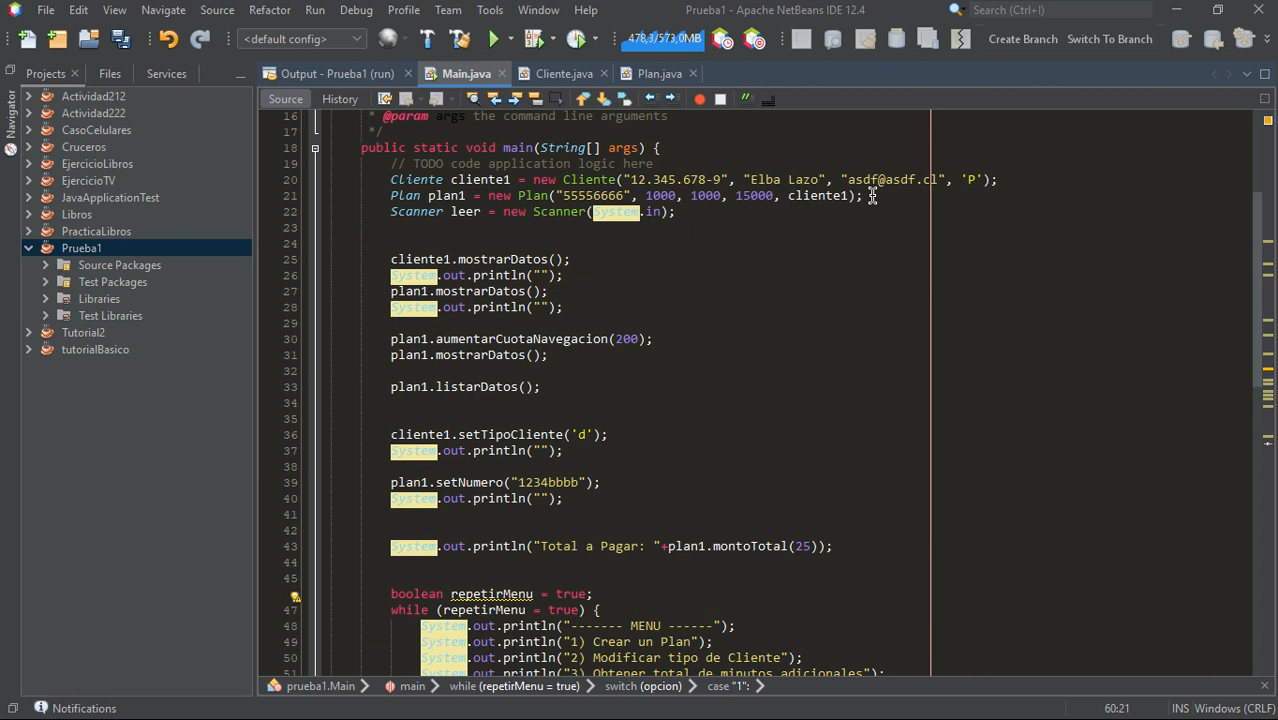 File Edit View Navigate Source Refactor Run Debug Profile Team Tools Window Help Prueba1 - Apache NetBeans IDE 12.4 Search (Ctrl+I)
<default config> 478,3/573,0MB Create Branch Switch To Branch
Projects Files Services Output - Prueba1 (run) Main.java Cliente.java Plan.java
Navigator
Source History
Actividad212
Actividad222
CasoCelulares
Cruceros
EjercicioLibros
EjercicioTV
JavaApplicationTest
Libros
PracticaLibros
Prueba1
Source Packages
Test Packages
Libraries
Test Libraries
Tutorial2
tutorialBasico
16 * @param args the command line arguments
17 */
18 public static void main(String[] args) {
19 // TODO code application logic here
20 Cliente cliente1 = new Cliente("12.345.678-9", "Elba Lazo", "asdf@asdf.cl", 'P');
21 Plan plan1 = new Plan("55556666", 1000, 1000, 15000, cliente1);
22 Scanner leer = new Scanner(System.in);
23
24
25 cliente1.mostrarDatos();
26 System.out.println("");
27 plan1.mostrarDatos();
28 System.out.println("");
29
30 plan1.aumentarCuotaNavegacion(200);
31 plan1.mostrarDatos();
32
33 plan1.listarDatos();
34
35
36 cliente1.setTipoCliente('d');
37 System.out.println("");
38
39 plan1.setNumero("1234bbbb");
40 System.out.println("");
41
42
43 System.out.println("Total a Pagar: "+plan1.montoTotal(25));
44
45
boolean repetirMenu = true;
47 while (repetirMenu = true) {
48 System.out.println("------- MENU ------");
49 System.out.println("1) Crear un Plan");
50 System.out.println("2) Modificar tipo de Cliente");
51 System.out.println("3) Obtener total de minutos adicionales");
prueba1.Main main while (repetirMenu = true) switch (opcion) case "1":
Notifications 60:21 INS Windows (CRLF)